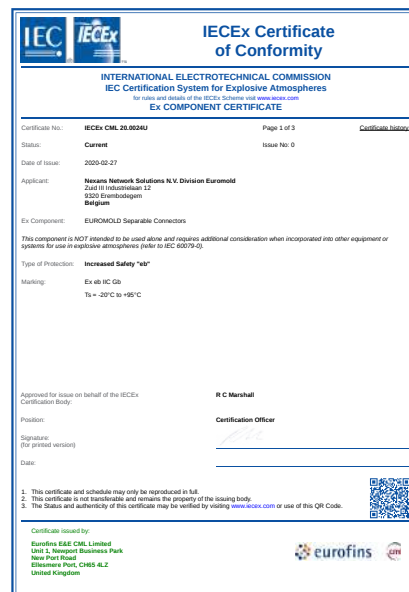 IEC IECEx
IECEx Certificate
of Conformity
INTERNATIONAL ELECTROTECHNICAL COMMISSION
IEC Certification System for Explosive Atmospheres
for rules and details of the IECEx Scheme visit www.iecex.com
Ex COMPONENT CERTIFICATE
Certificate No.: IECEx CML 20.0024U Page 1 of 3 Certificate history
Status: Current Issue No: 0
Date of Issue: 2020-02-27
Applicant: Nexans Network Solutions N.V. Division Euromold
Zuid III Industrielaan 12
9320 Erembodegem
Belgium
Ex Component: EUROMOLD Separable Connectors
This component is NOT intended to be used alone and requires additional consideration when incorporated into other equipment or
systems for use in explosive atmospheres (refer to IEC 60079-0).
Type of Protection: Increased Safety "eb"
Marking: Ex eb IIC Gb
Ts = -20°C to +95°C
Approved for issue on behalf of the IECEx R C Marshall
Certification Body:
Position: Certification Officer
Signature:
(for printed version)
Date:
1. This certificate and schedule may only be reproduced in full.
2. This certificate is not transferable and remains the property of the issuing body.
3. The Status and authenticity of this certificate may be verified by visiting www.iecex.com or use of this QR Code.
Certificate issued by:
Eurofins E&E CML Limited
Unit 1, Newport Business Park
New Port Road
Ellesmere Port, CH65 4LZ
United Kingdom
eurofins